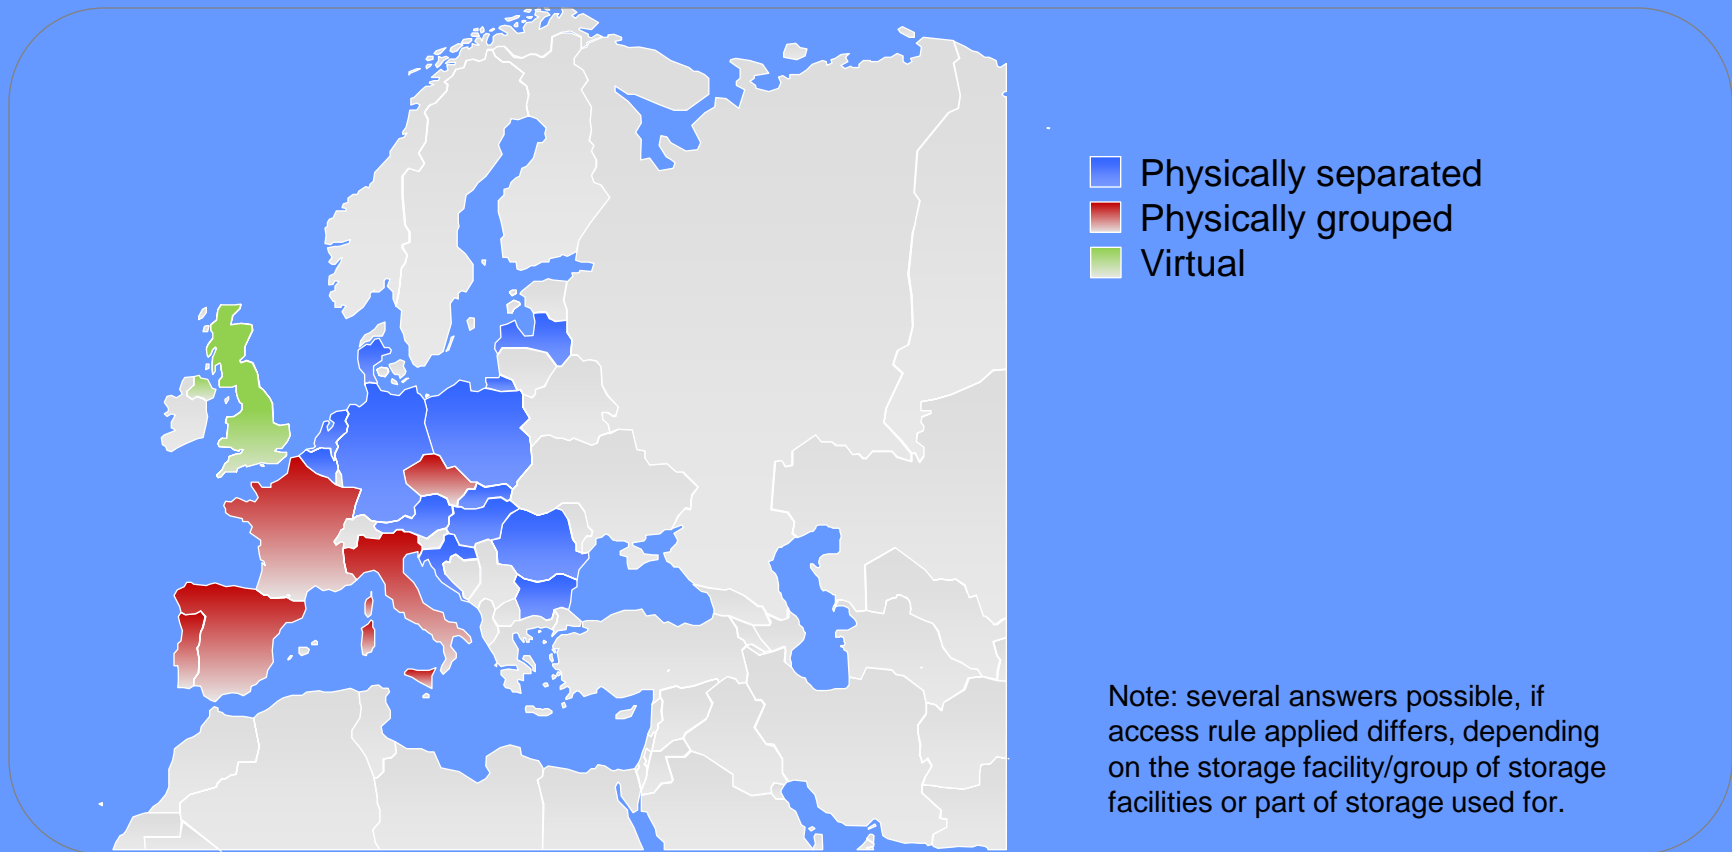 Physically separated
Physically grouped
Virtual
Note: several answers possible, if
access rule applied differs, depending
on the storage facility/group of storage
facilities or part of storage used for.